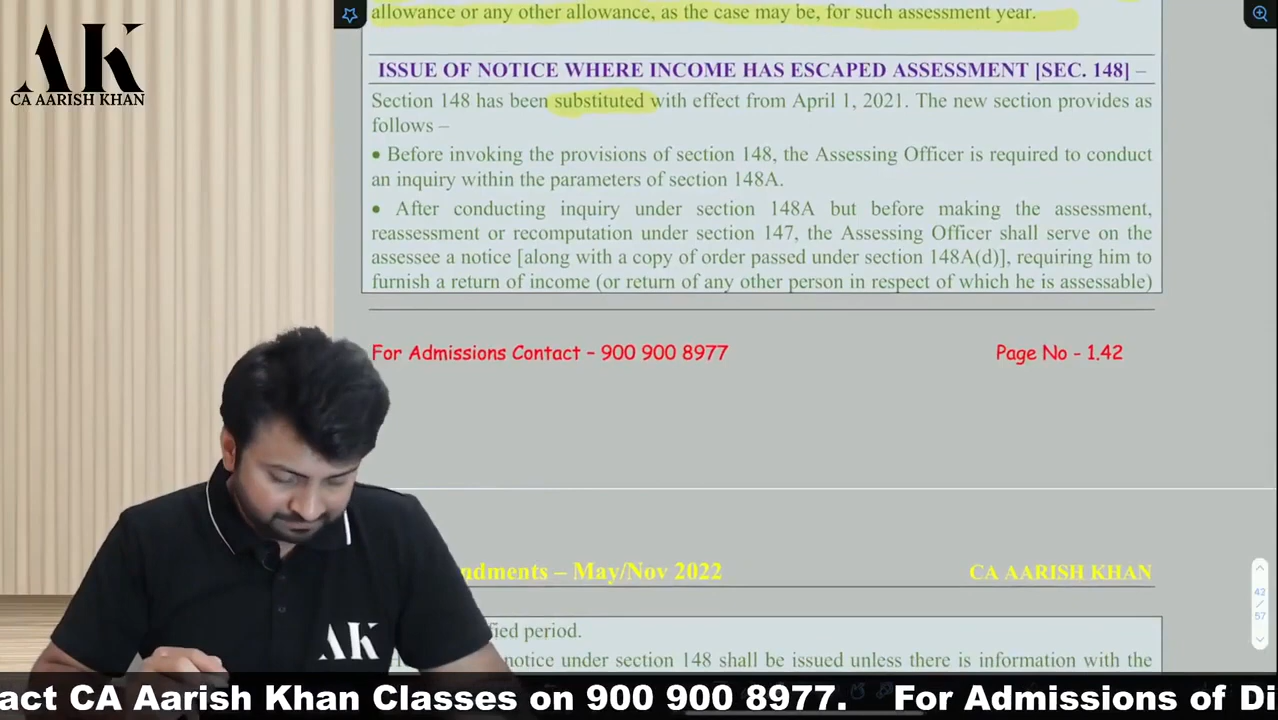 allowance or any other allowance, as the case may be, for such assessment year.
AK
CA AARISH KHAN
ISSUE OF NOTICE WHERE INCOME HAS ESCAPED ASSESSMENT [SEC. 148] –
Section 148 has been substituted with effect from April 1, 2021. The new section provides as
follows –
• Before invoking the provisions of section 148, the Assessing Officer is required to conduct
an inquiry within the parameters of section 148A.
• After conducting inquiry under section 148A but before making the assessment,
reassessment or recomputation under section 147, the Assessing Officer shall serve on the
assessee a notice [along with a copy of order passed under section 148A(d)], requiring him to
furnish a return of income (or return of any other person in respect of which he is assessable)
For Admissions Contact – 900 900 8977
Page No - 1.42
ndments – May/Nov 2022
CA AARISH KHAN
42
/
57
fied period.
notice under section 148 shall be issued unless there is information with the
AK
act CA Aarish Khan Classes on 900 900 8977. For Admissions of Di